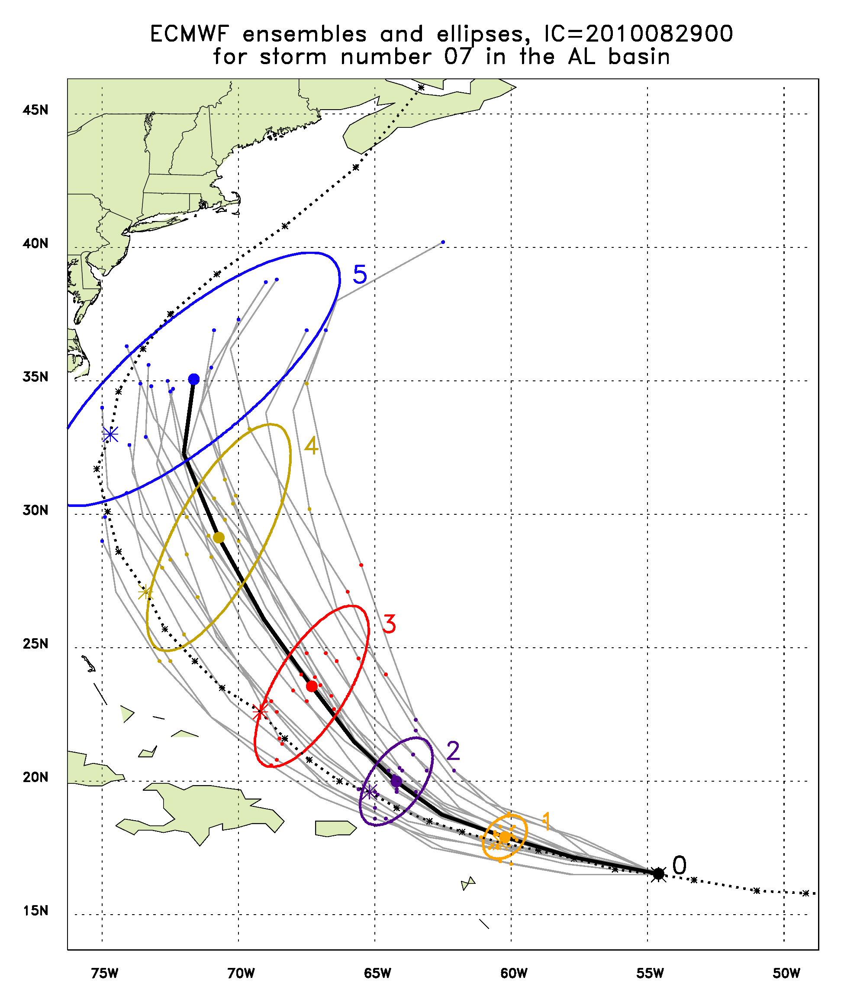 ECMWF ensembles and ellipses, IC=2010082900
for storm number 07 in the AL basin
45N
40N
5
35N
4
30N
3
25N
2
20N
1
0
15N
75W 70W 65W 60W 55W 50W